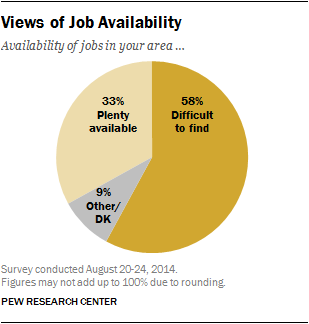 Views of Job Availability
Availability of jobs in your area ...
33%
Plenty
available
58%
Difficult
to find
9%
Other/
DK
Survey conducted August 20-24, 2014.
Figures may not add up to 100% due to rounding.
PEW RESEARCH CENTER